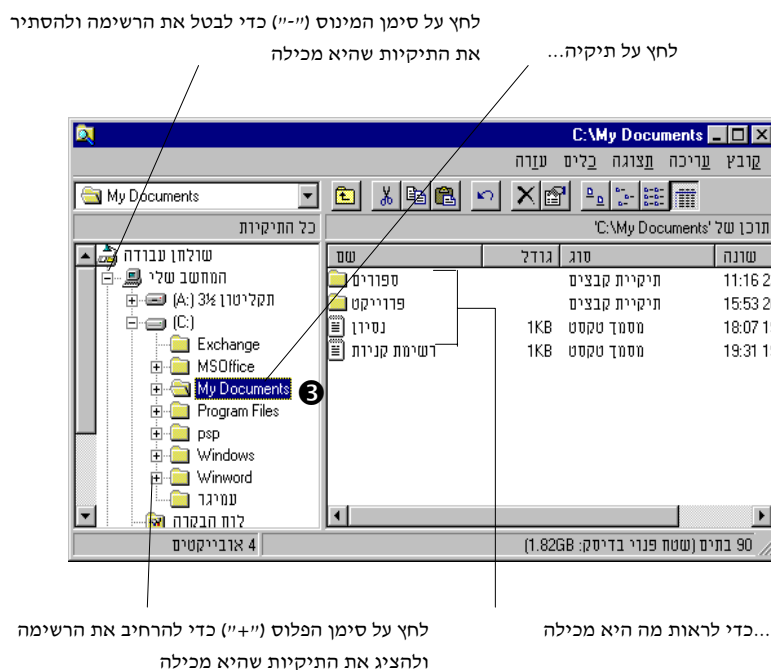 לחץ על סימן המינוס ("-") כדי לבטל את הרשימה ולהסתיר
את התיקיות שהיא מכילה
לחץ על תיקיה...
C:\My Documents
קובץ עריכה תצוגה כלים עזרה
My Documents
כל התיקיות
תוכן של 'C:\My Documents'
שולחן עבודה
המחשב שלי
תקליטון 3½ (A:)
(C:)
Exchange
MSOffice
My Documents
Program Files
psp
Windows
Winword
עמיגר
לוח הבקרה
שם גודל סוג שונה
ספורים תיקיית קבצים 11:16 2
פרוייקט תיקיית קבצים 15:53 2
נסיון 1KB מסמך טקסט 18:07 1
רשימת קניות 1KB מסמך טקסט 19:31 1
❸
4 אובייקטים
90 בתים (שטח פנוי בדיסק: 1.82GB)
לחץ על סימן הפלוס ("+") כדי להרחיב את הרשימה
ולהציג את התיקיות שהיא מכילה
...כדי לראות מה היא מכילה